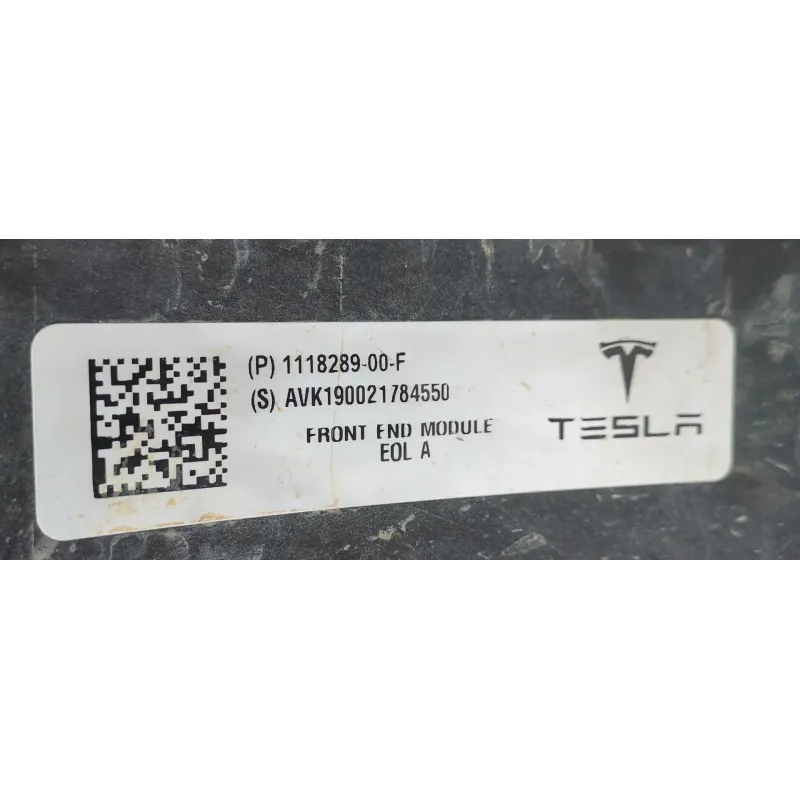 (P) 1118289-00-F
(S) AVK190021784550
FRONT END MODULE
EOL A
TESLA